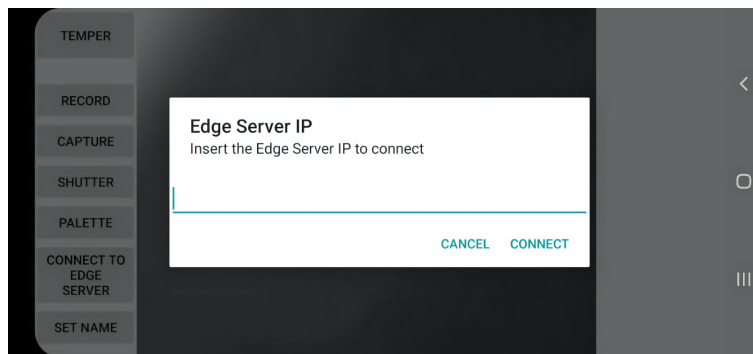 TEMPER
RECORD
CAPTURE
SHUTTER
PALETTE
CONNECT TO
EDGE
SERVER
SET NAME
Edge Server IP
Insert the Edge Server IP to connect
CANCEL CONNECT